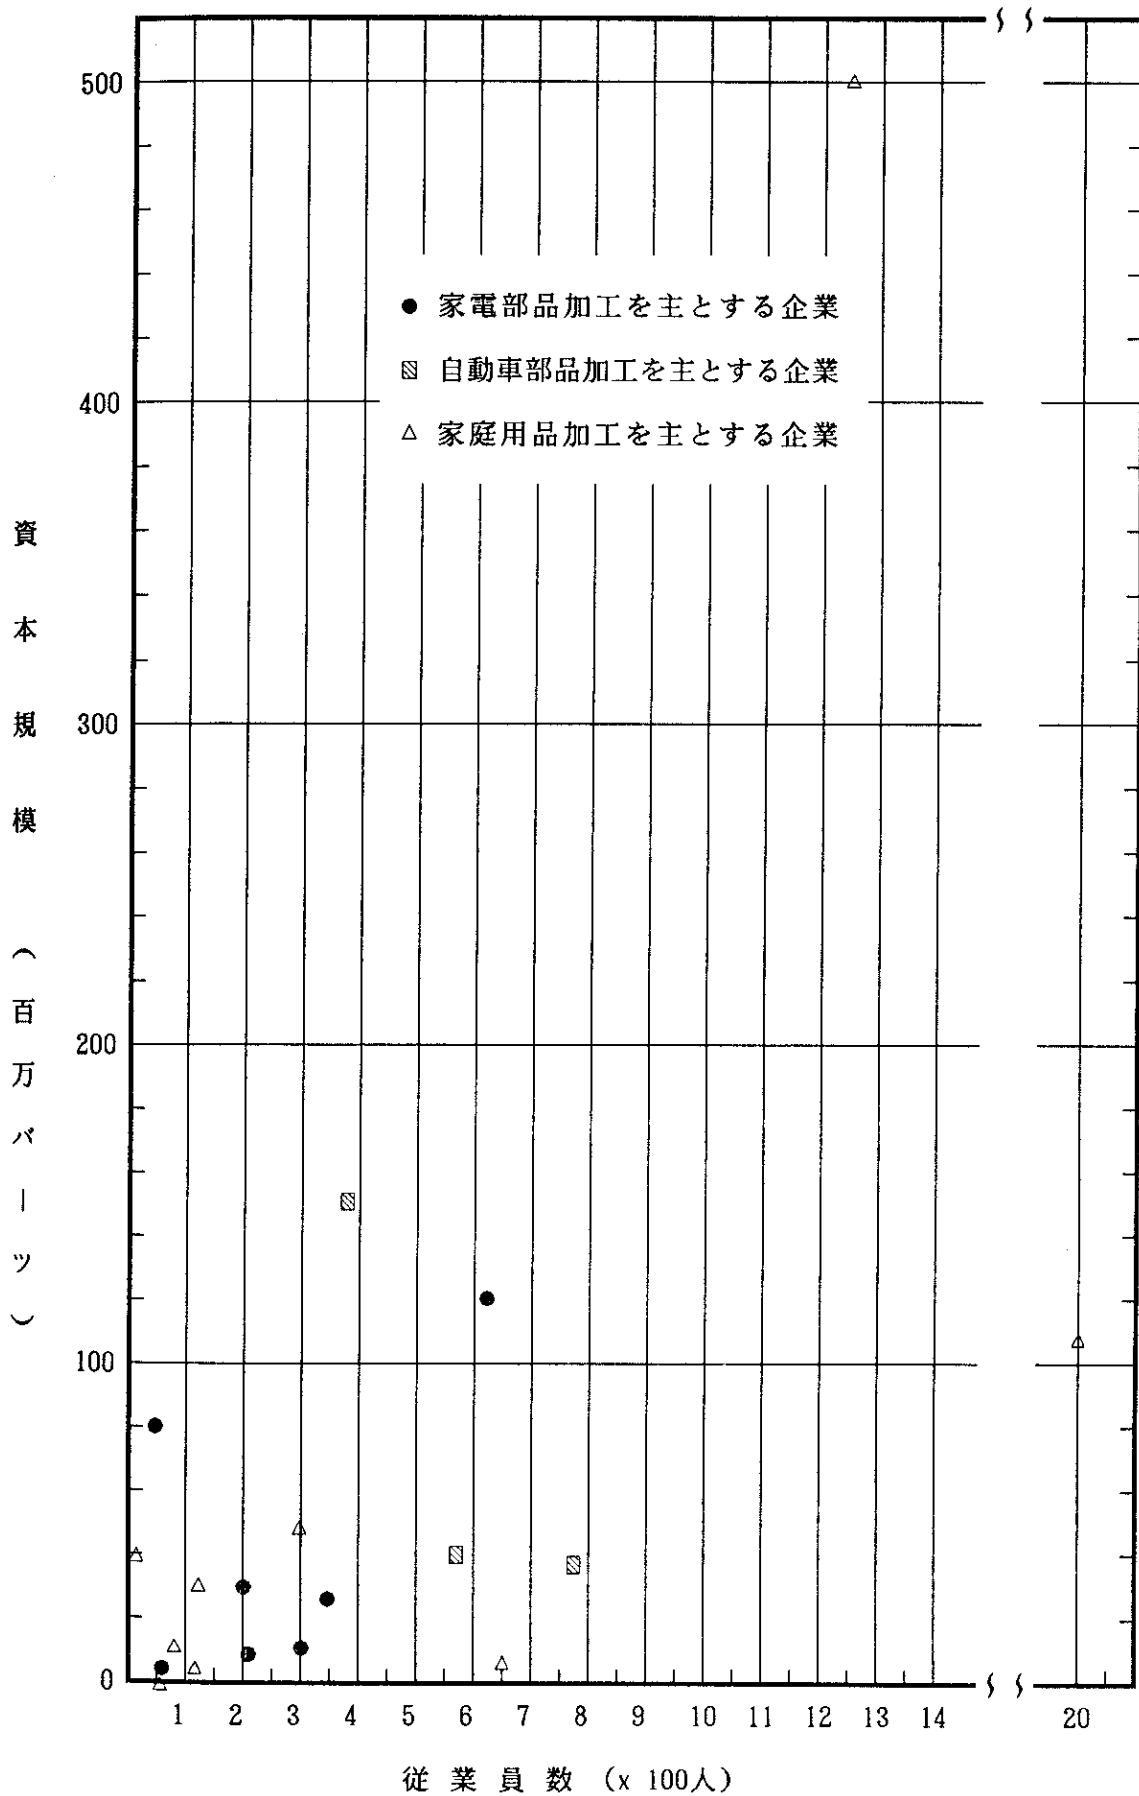 500
400
300
200
100
0
資本規模（百万バーツ）
● 家電部品加工を主とする企業
▧ 自動車部品加工を主とする企業
△ 家庭用品加工を主とする企業
1 2 3 4 5 6 7 8 9 10 11 12 13 14 20
従業員数 (x 100人)